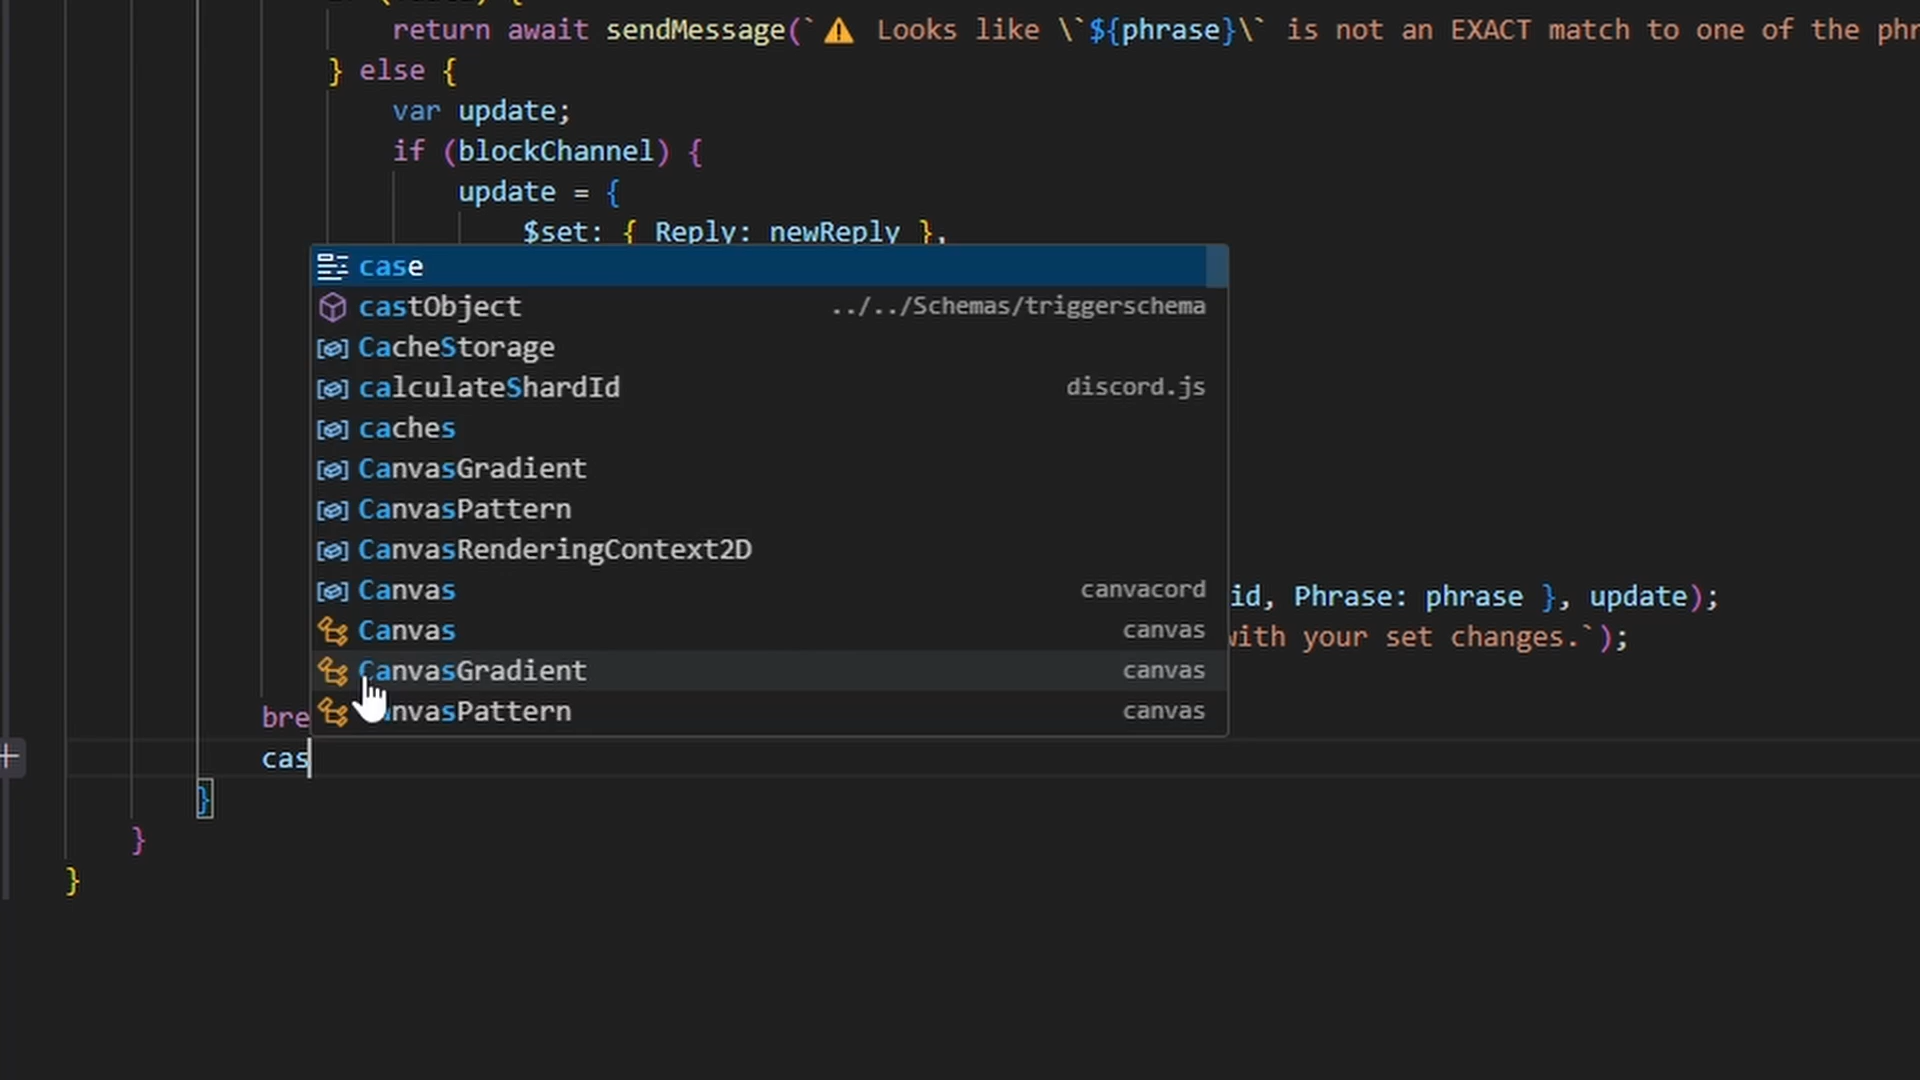 return await sendMessage(`⚠️ Looks like \`${phrase}\` is not an EXACT match to one of the phr
} else {
var update;
if (blockChannel) {
update = {
$set: { Reply: newReply },
case
castObject ../../Schemas/triggerschema
CacheStorage
calculateShardId discord.js
caches
CanvasGradient
CanvasPattern
CanvasRenderingContext2D
Canvas canvacord
Canvas canvas
CanvasGradient canvas
nvasPattern canvas
id, Phrase: phrase }, update);
with your set changes.`);
bre
cas
}
}
}